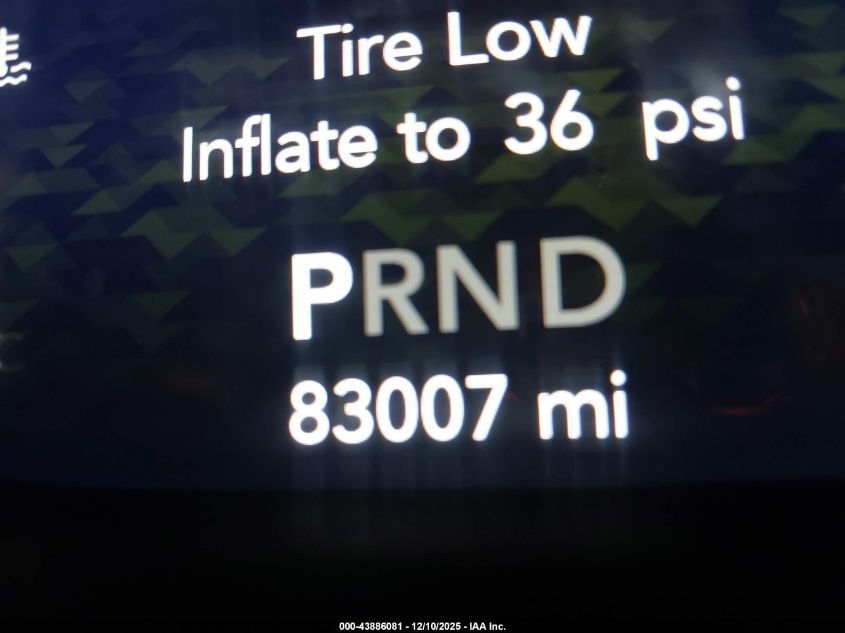 Tire Low
Inflate to 36 psi
PRND
83007 mi
000-43886081 - 12/10/2025 - IAA Inc.